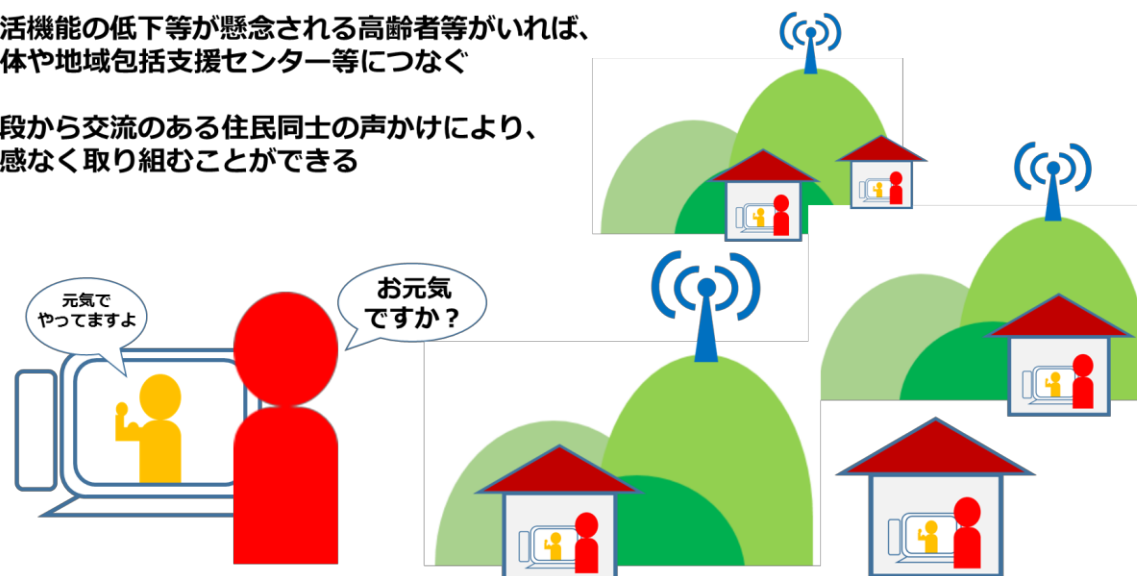 活機能の低下等が懸念される高齢者等がいれば、
体や地域包括支援センター等につなぐ
段から交流のある住民同士の声かけにより、
感なく取り組むことができる
元気で
やってますよ
お元気
ですか？